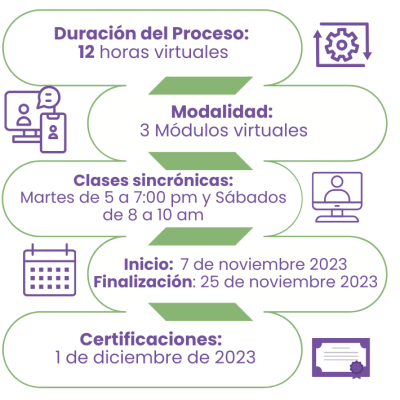 Duración del Proceso:
12 horas virtuales
Modalidad:
3 Módulos virtuales
Clases sincrónicas:
Martes de 5 a 7:00 pm y Sábados
de 8 a 10 am
Inicio: 7 de noviembre 2023
Finalización: 25 de noviembre 2023
Certificaciones:
1 de diciembre de 2023